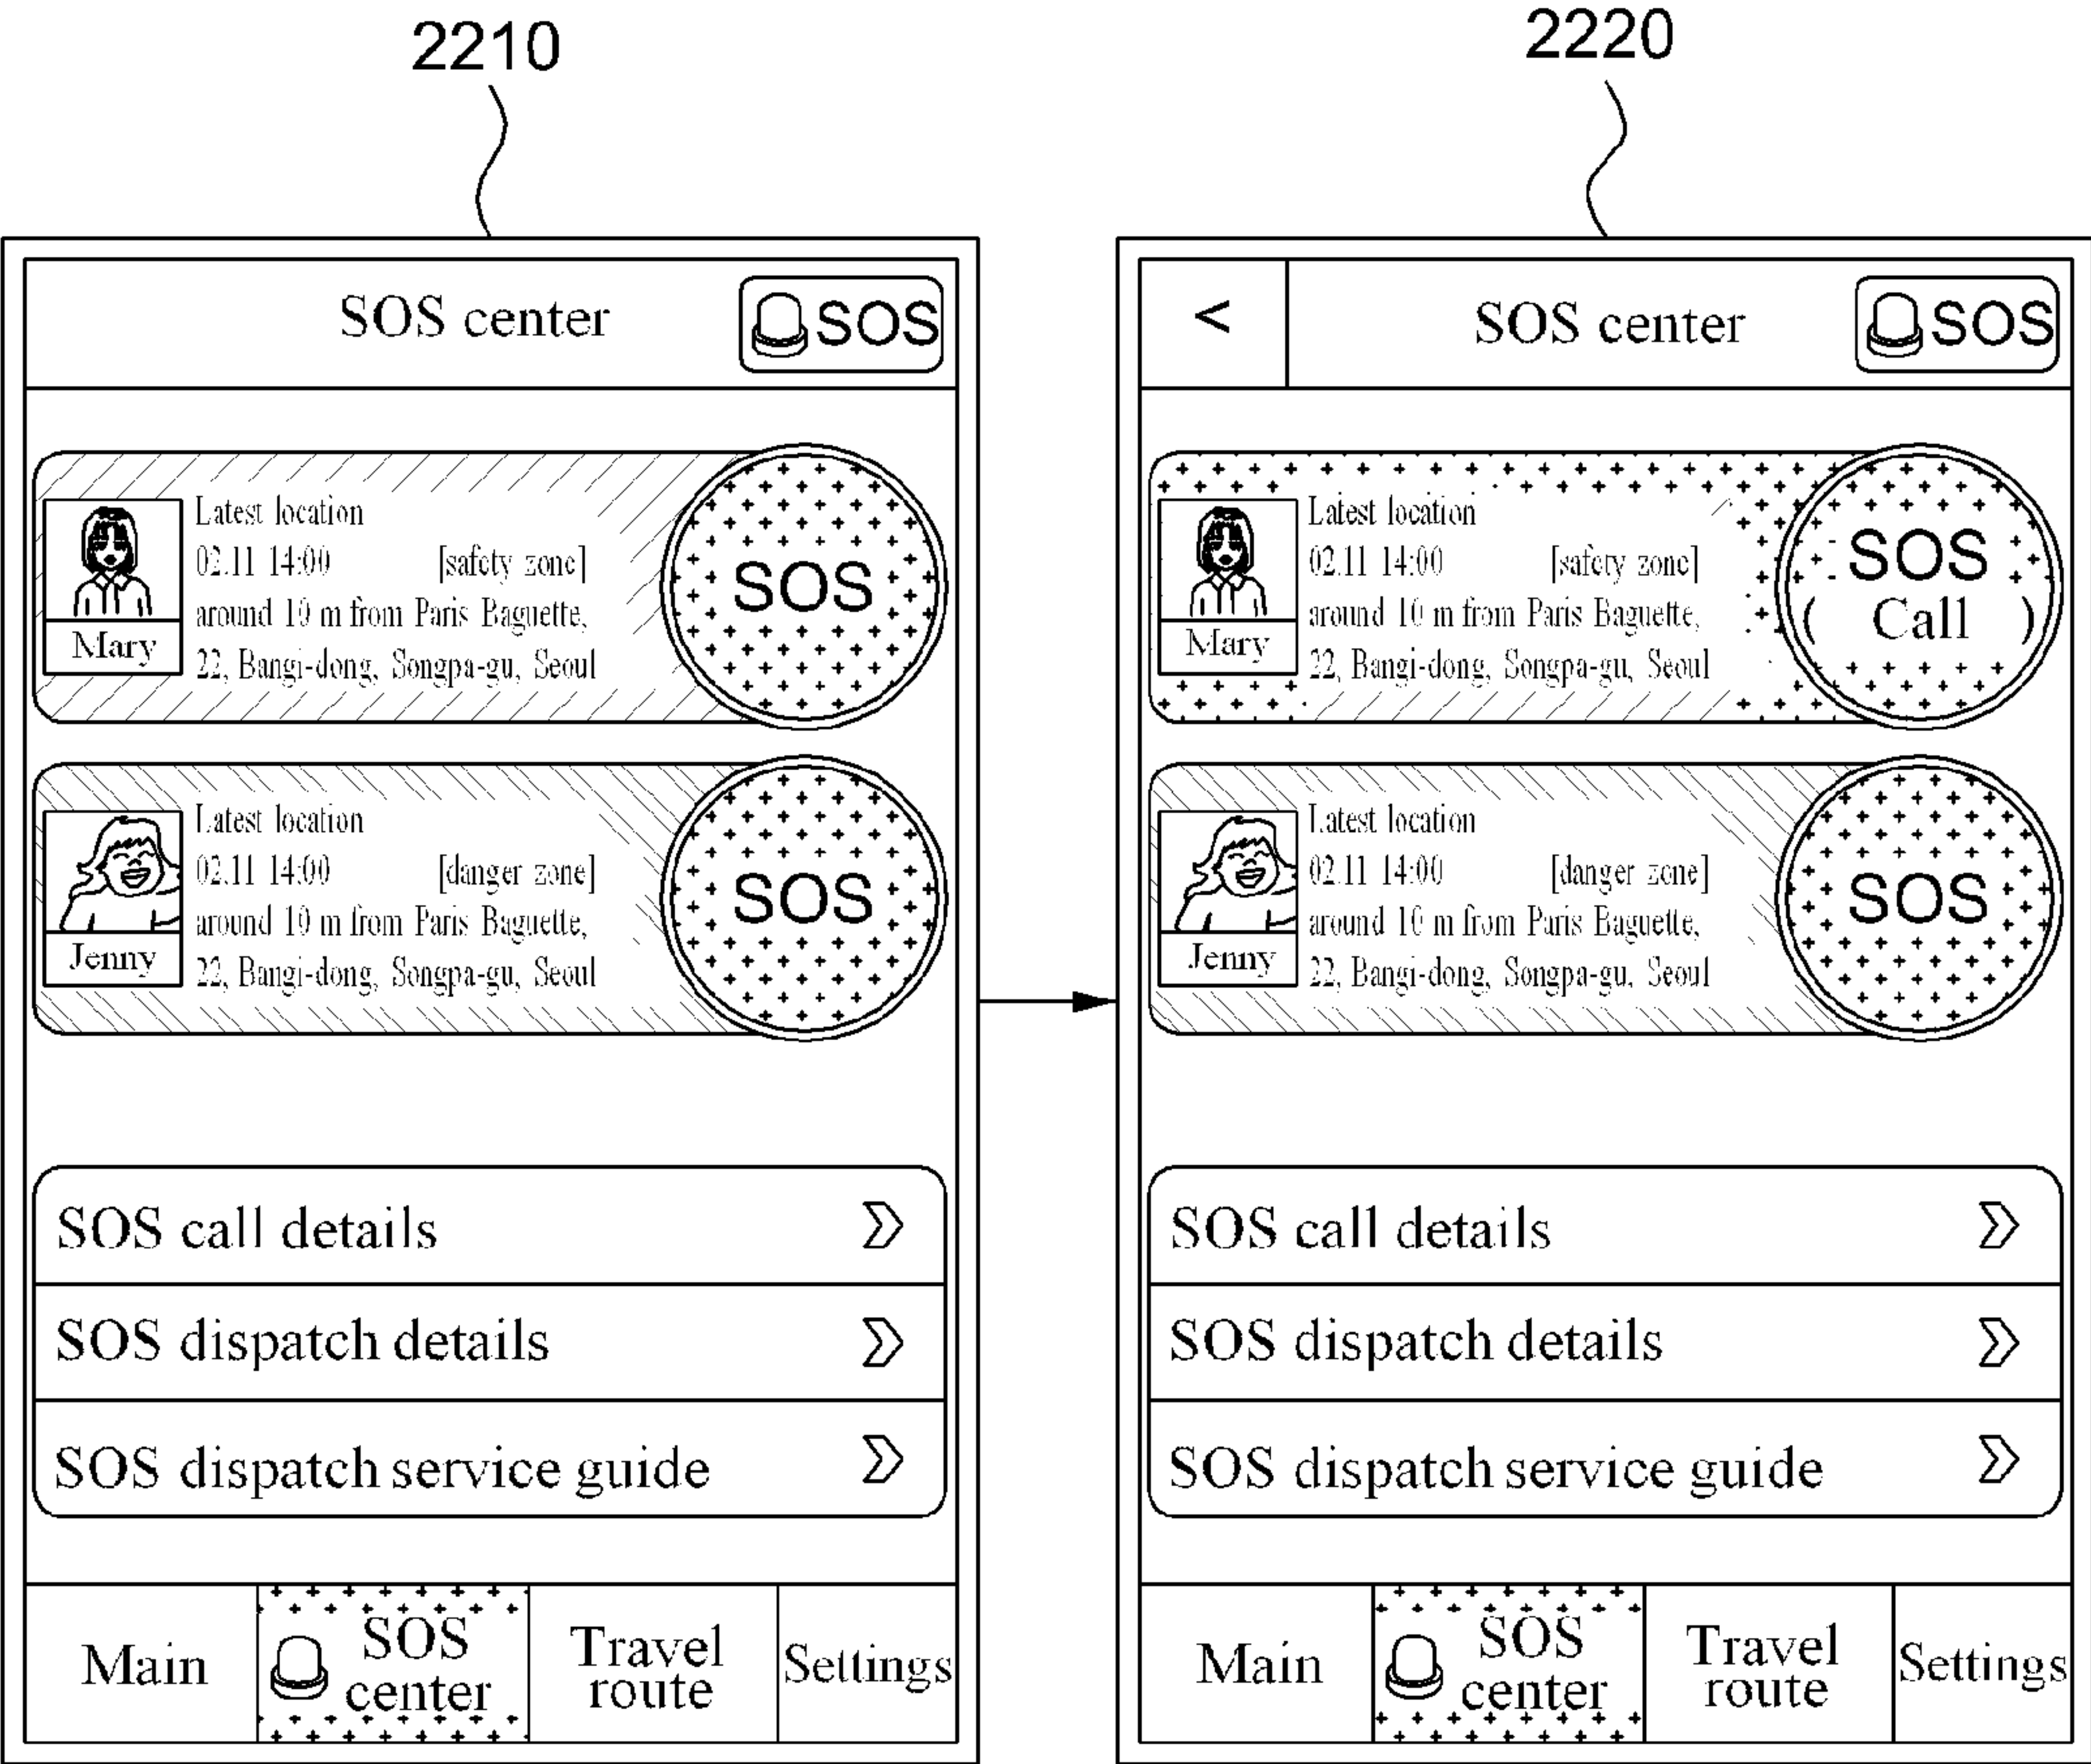 2210
SOS center
SOS
Latest location
02.11 14:00 [safety zone]
around 10 m from Paris Baguette,
22, Bangi-dong, Songpa-gu, Seoul
Mary
SOS
Latest location
02.11 14:00 [danger zone]
around 10 m from Paris Baguette,
22, Bangi-dong, Songpa-gu, Seoul
Jenny
SOS
SOS call details
SOS dispatch details
SOS dispatch service guide
Main
SOS
center
Travel
route
Settings
2220
<
SOS center
SOS
Latest location
02.11 14:00 [safety zone]
around 10 m from Paris Baguette,
22, Bangi-dong, Songpa-gu, Seoul
Mary
SOS
( Call )
Latest location
02.11 14:00 [danger zone]
around 10 m from Paris Baguette,
22, Bangi-dong, Songpa-gu, Seoul
Jenny
SOS
SOS call details
SOS dispatch details
SOS dispatch service guide
Main
SOS
center
Travel
route
Settings